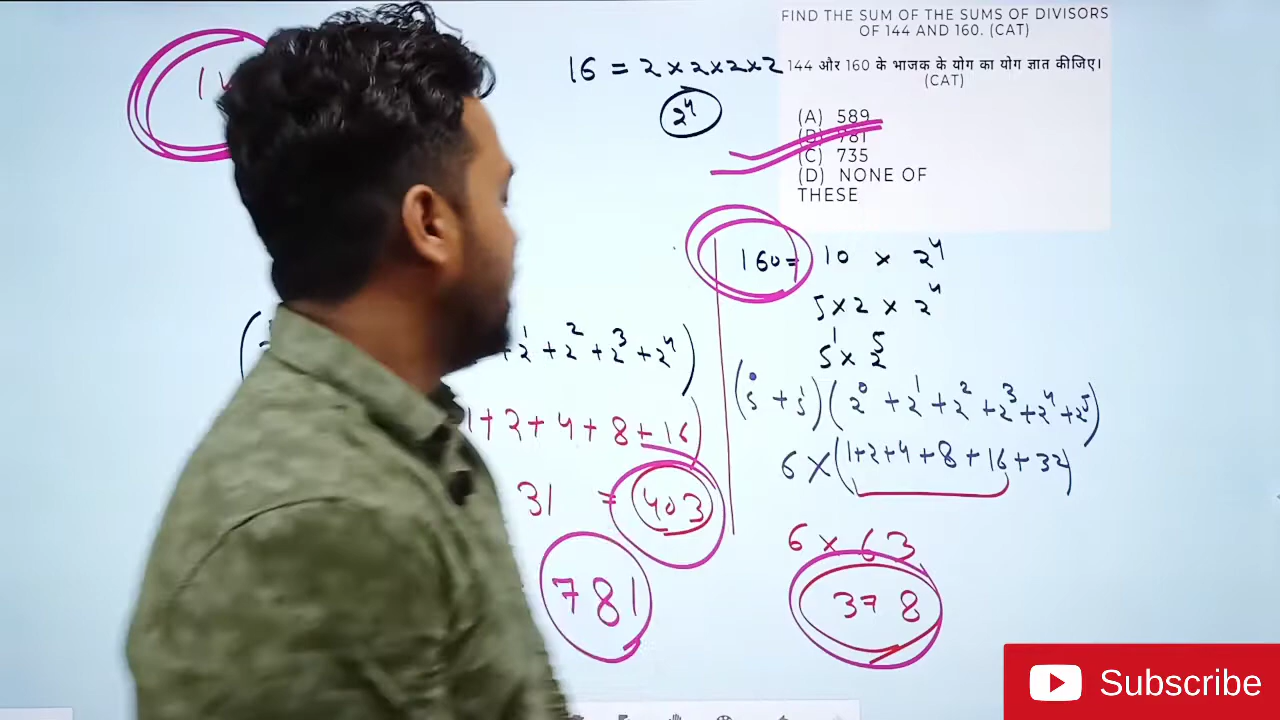 FIND THE SUM OF THE SUMS OF DIVISORS
OF 144 AND 160. (CAT)
144 और 160 के भाजक के योग का योग ज्ञात कीजिए।
(CAT)
(A) 589
(B) 781
(C) 735
(D) NONE OF
THESE
16 = 2×2×2×2
2⁴
160 = 10 × 2⁴
5×2 × 2⁴
5¹ × 2⁵
(5⁰ + 5¹)(2⁰ + 2¹ + 2² + 2³ + 2⁴ + 2⁵)
6 × (1+2+4+8+16+32)
6 × 63
378
+ 2¹ + 2² + 2³ + 2⁴)
1+2+4+8+16)
31 = 403
781
Subscribe